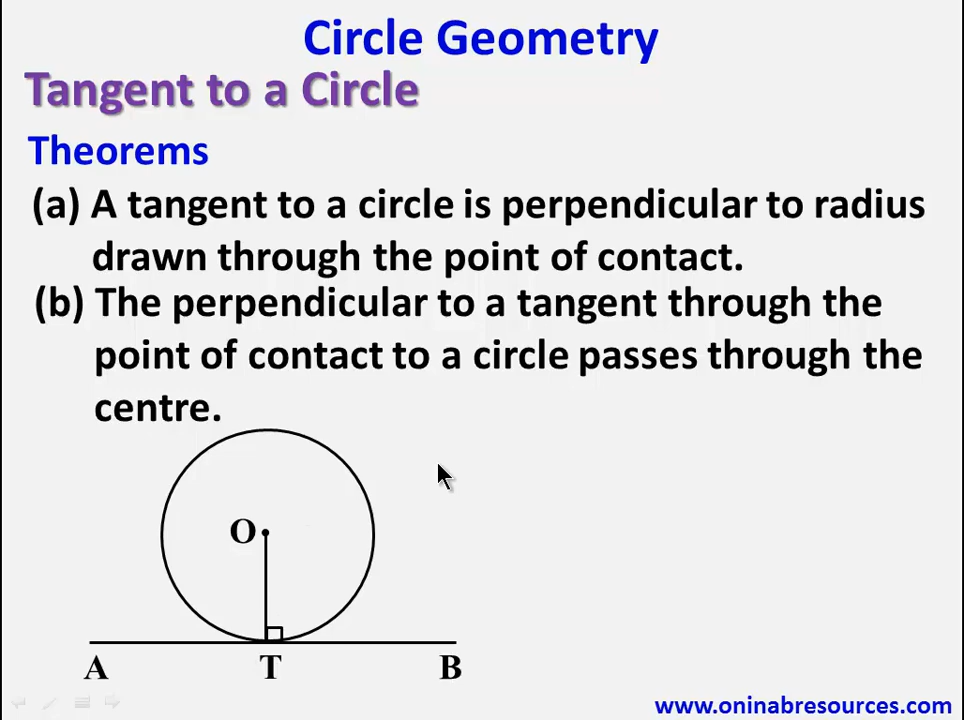 Circle Geometry
Tangent to a Circle
Theorems
(a) A tangent to a circle is perpendicular to radius
drawn through the point of contact.
(b) The perpendicular to a tangent through the
point of contact to a circle passes through the
centre.
O
A T B
www.oninabresources.com